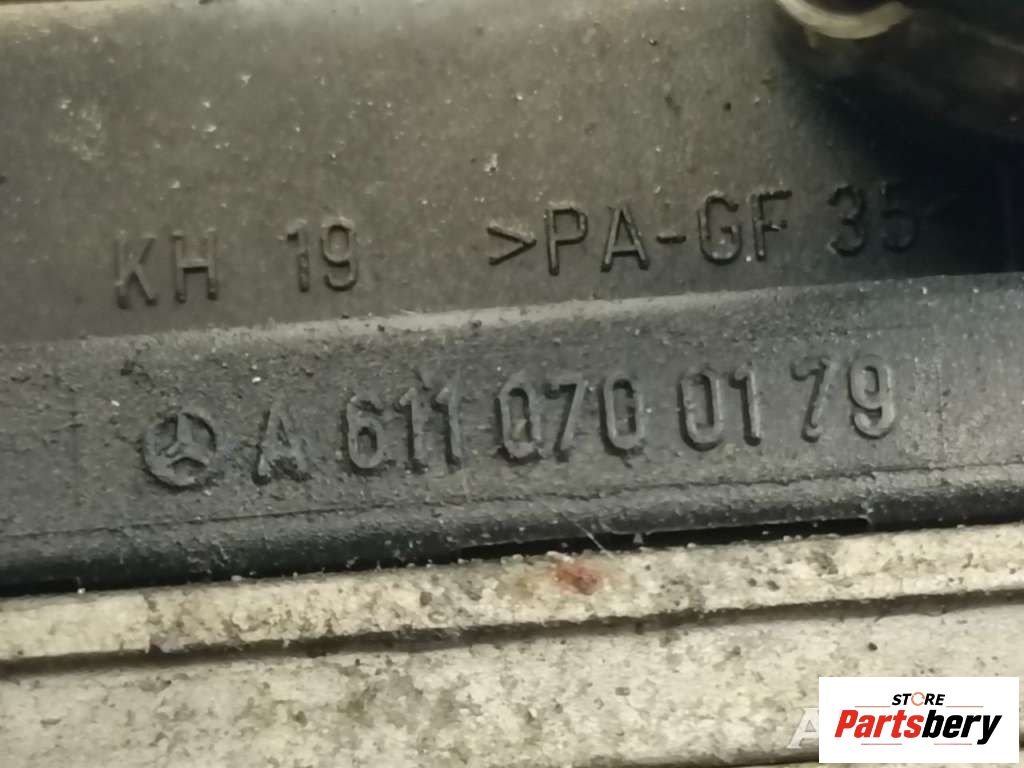 KH 19 >PA-GF 35<
A 611 070 01 79
STORE
Partsbery